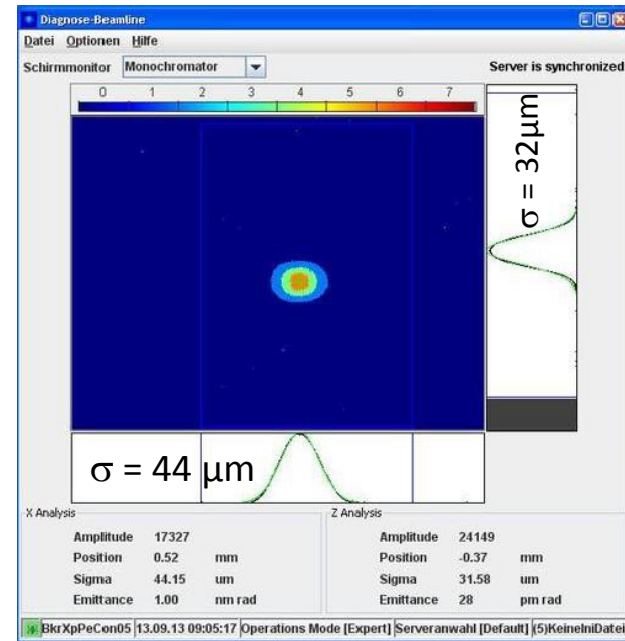 Diagnose-Beamline
Datei Optionen Hilfe
Schirmmonitor Monochromator Server is synchronized
0 1 2 3 4 5 6 7
σ = 32μm
σ = 44 μm
X Analysis Z Analysis
Amplitude 17327 Amplitude 24149
Position 0.52 mm Position -0.37 mm
Sigma 44.15 um Sigma 31.58 um
Emittance 1.00 nm rad Emittance 28 pm rad
BkrXpPeCon05 13.09.13 09:05:17 Operations Mode [Expert] Serveranwahl [Default] (5)KeineIniDatei